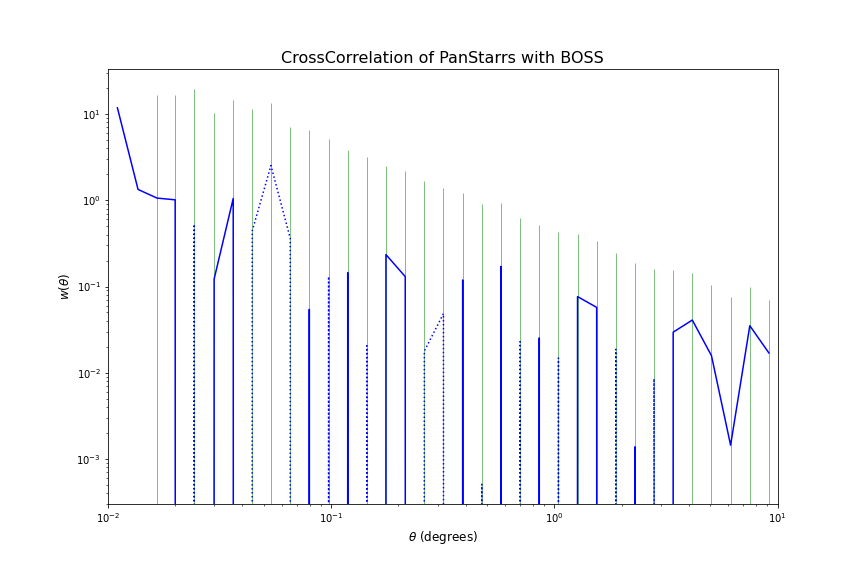 CrossCorrelation of PanStarrs with BOSS
w(θ)
10¹
10⁰
10⁻¹
10⁻²
10⁻³
10⁻² 10⁻¹ 10⁰ 10¹
θ (degrees)